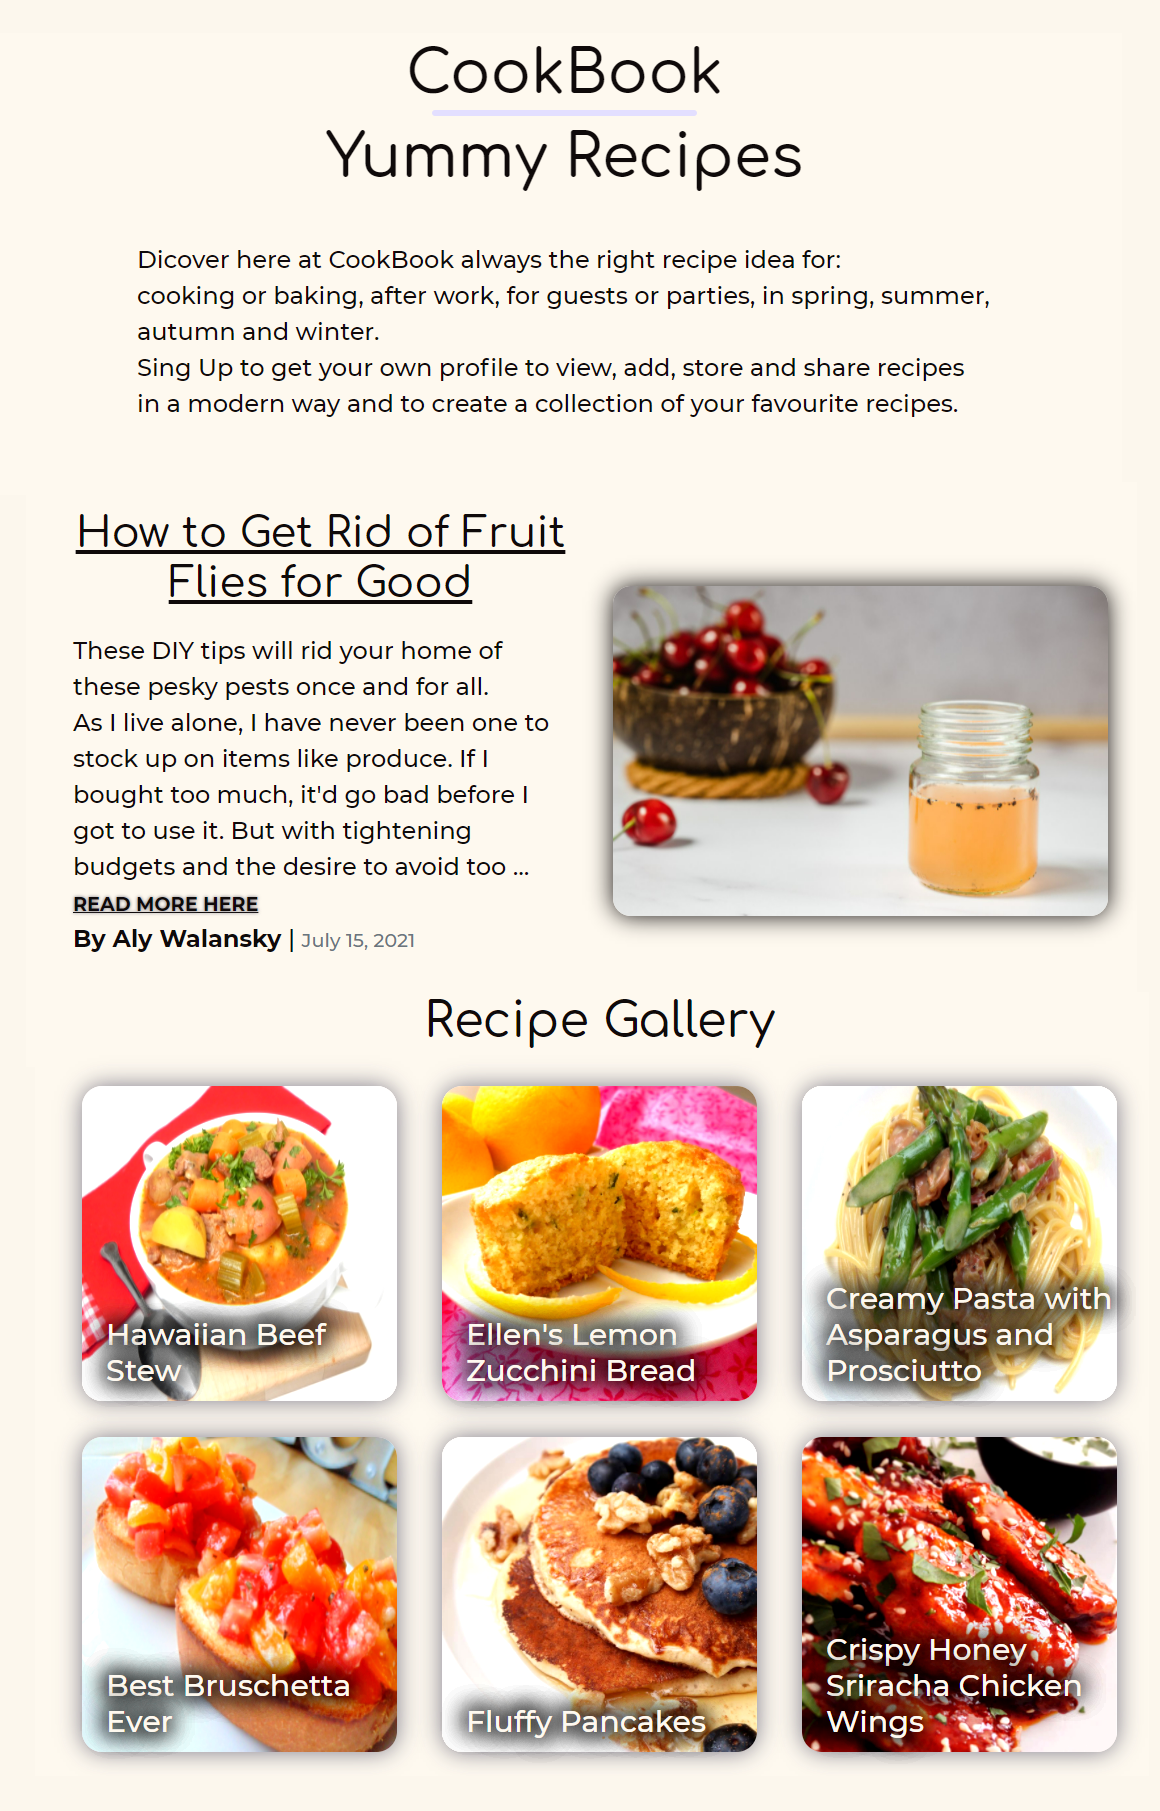 CookBook
Yummy Recipes
Dicover here at CookBook always the right recipe idea for:
cooking or baking, after work, for guests or parties, in spring, summer,
autumn and winter.
Sing Up to get your own profile to view, add, store and share recipes
in a modern way and to create a collection of your favourite recipes.
How to Get Rid of Fruit
Flies for Good
These DIY tips will rid your home of
these pesky pests once and for all.
As I live alone, I have never been one to
stock up on items like produce. If I
bought too much, it'd go bad before I
got to use it. But with tightening
budgets and the desire to avoid too ...
READ MORE HERE
By Aly Walansky | July 15, 2021
Recipe Gallery
Hawaiian Beef
Stew
Ellen's Lemon
Zucchini Bread
Creamy Pasta with
Asparagus and
Prosciutto
Best Bruschetta
Ever
Fluffy Pancakes
Crispy Honey
Sriracha Chicken
Wings